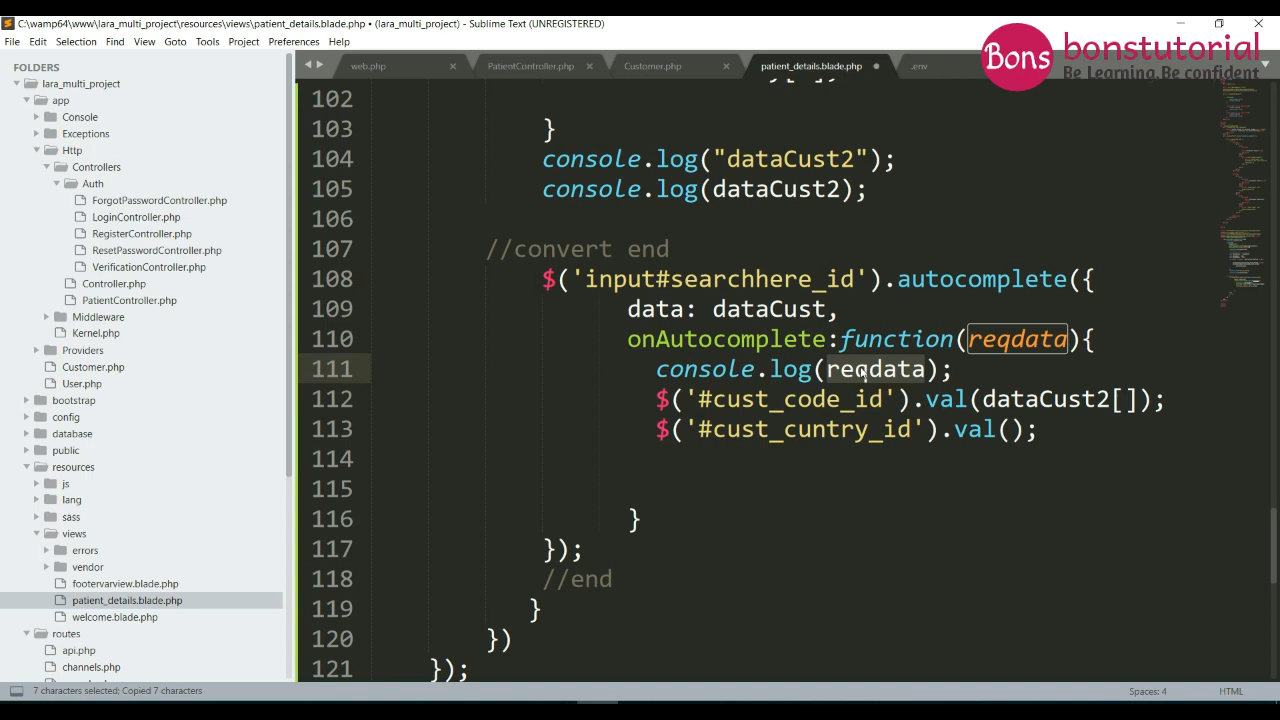 C:\wamp64\www\lara_multi_project\resources\views\patient_details.blade.php • (lara_multi_project) - Sublime Text (UNREGISTERED)
File Edit Selection Find View Goto Tools Project Preferences Help
Bons bonstutorial
Be Learning.Be confident
FOLDERS
web.php PatientController.php Customer.php patient_details.blade.php .env
lara_multi_project
app
Console
Exceptions
Http
Controllers
Auth
ForgotPasswordController.php
LoginController.php
RegisterController.php
ResetPasswordController.php
VerificationController.php
Controller.php
PatientController.php
Middleware
Kernel.php
Providers
Customer.php
User.php
bootstrap
config
database
public
resources
js
lang
sass
views
errors
vendor
footervarview.blade.php
patient_details.blade.php
welcome.blade.php
routes
api.php
channels.php
102
103 }
104 console.log("dataCust2");
105 console.log(dataCust2);
106
107 //convert end
108 $('input#searchhere_id').autocomplete({
109 data: dataCust,
110 onAutocomplete:function(reqdata){
111 console.log(reqdata);
112 $('#cust_code_id').val(dataCust2[]);
113 $('#cust_cuntry_id').val();
114
115
116 }
117 });
118 //end
119 }
120 })
121 });
7 characters selected; Copied 7 characters Spaces: 4 HTML